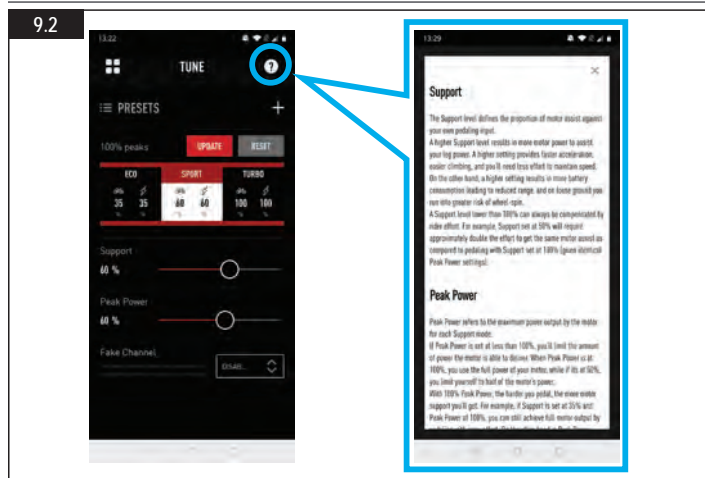 9.2
13:22
TUNE
?
PRESETS
+
100% peaks
UPDATE
RESET
ECO
SPORT
TURBO
35 35
60 60
100 100
% %
% %
% %
Support
60 %
Peak Power
60 %
Fake Channel
DISAB...
13:29
×
Support
The Support level defines the proportion of motor assist against
your own pedaling input.
A higher Support level results in more motor power to assist
your leg power. A higher setting provides faster acceleration,
easier climbing, and you'll need less effort to maintain speed.
On the other hand, a higher setting results in more battery
consumption leading to reduced range, and on loose ground you
run into greater risk of wheel-spin.
A Support level lower than 100% can always be compensated by
rider effort. For example, Support set at 50% will require
approximately double the effort to get the same motor assist as
compared to pedaling with Support set at 100% (given identical
Peak Power settings).
Peak Power
Peak Power refers to the maximum power output by the motor
for each Support mode.
If Peak Power is set at less than 100%, you'll limit the amount
of power the motor is able to deliver. When Peak Power is at
100%, you use the full power of your motor, while if its at 50%,
you limit yourself to half of the motor's power.
With 100% Peak Power, the harder you pedal, the more motor
support you'll get. For example, if Support is set at 35% and
Peak Power at 100%, you can still achieve full motor output by